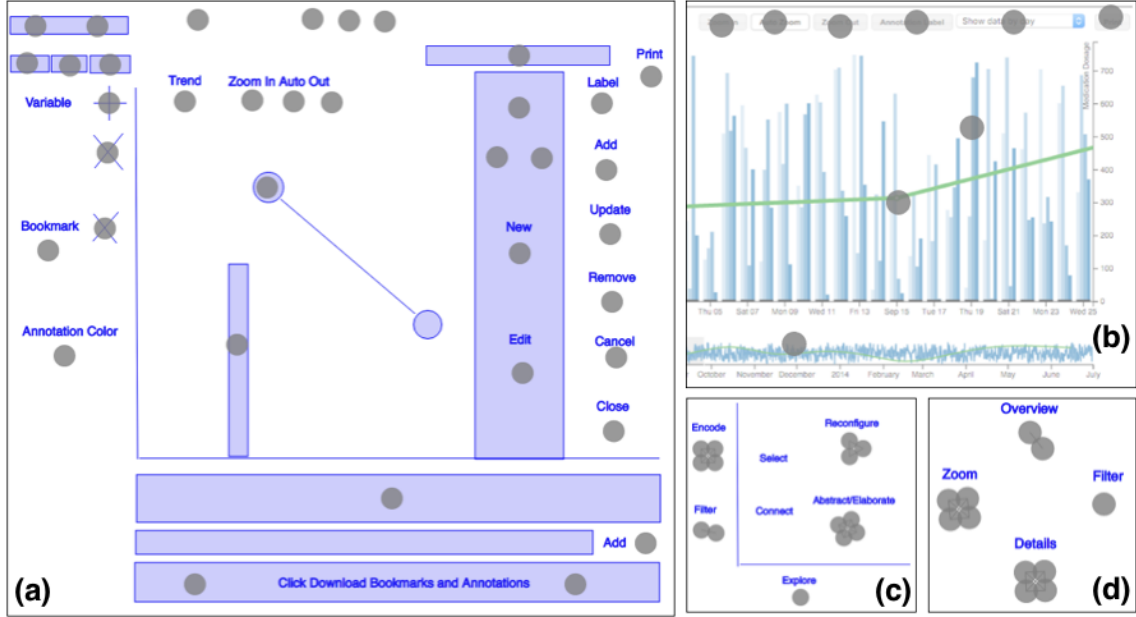 Print
Trend
Zoom In Auto Out
Label
Variable
Add
Bookmark
New
Update
Remove
Annotation Color
Edit
Cancel
Close
Add
Click Download Bookmarks and Annotations
(a)
Auto Zoom
Annotation Label
Show data by day
Medication Dosage
700
600
500
400
300
200
100
0
Thu 05 Sat 07 Mon 09 Wed 11 Fri 13 Sep 15 Tue 17 Thu 19 Sat 21 Mon 23 Wed 25
(b)
October November December 2014 February March April May June July
Encode
Reconfigure
Select
Filter
Connect
Abstract/Elaborate
Explore
(c)
Overview
Zoom
Filter
Details
(d)